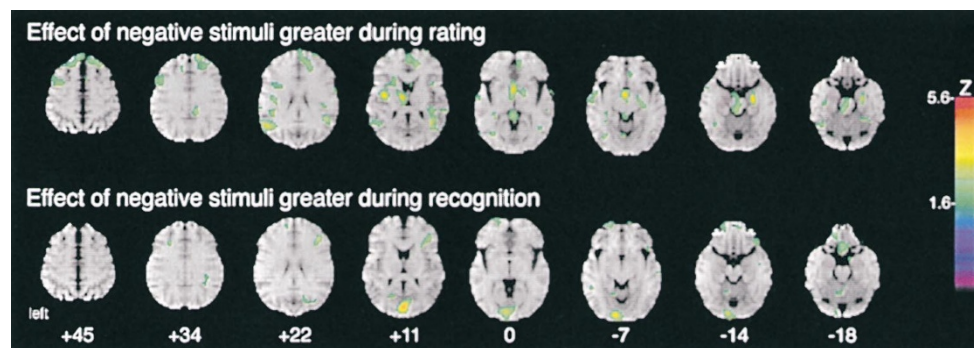 Effect of negative stimuli greater during rating
Z
5.6-
1.6-
Effect of negative stimuli greater during recognition
left
+45 +34 +22 +11 0 -7 -14 -18